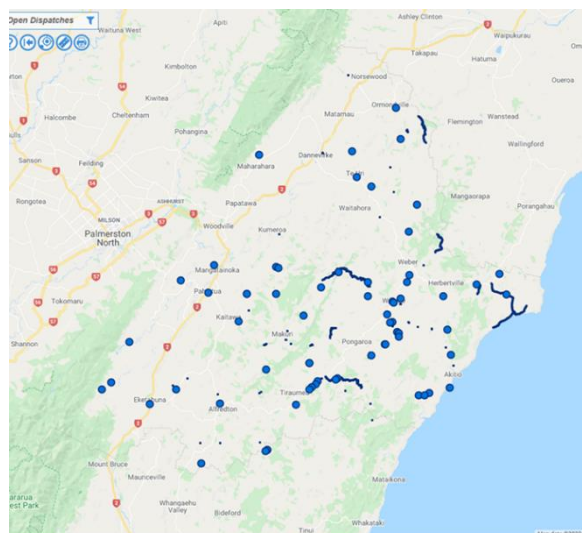 Open Dispatches
Apiti
Ashley Clinton
Waipukurau
Waituna West
Takapau
Hatuma
Kimbolton
Norsewood
Oueroa
Kiwitea
Ormondville
Halcombe
Cheltenham
Matamau
Flemington
Wanstead
Pohangina
Wallingford
Sanson
Feilding
Dannevirke
Maharahara
Rongotea
ASHHURST
Mangaorapa
MILSON
Papatawa
Waitahora
Porangahau
Palmerston
North
Woodville
Kumeroa
Weber
Mangatainoka
Herbertville
Tokomaru
Pahiatua
Kaitawa
Makuri
Shannon
Pongaroa
Akitio
Tiraumea
Eketahuna
Alfredton
Mount Bruce
Mauriceville
Mataikona
Whangaehu
Valley
Bideford
Whakataki
Tinui